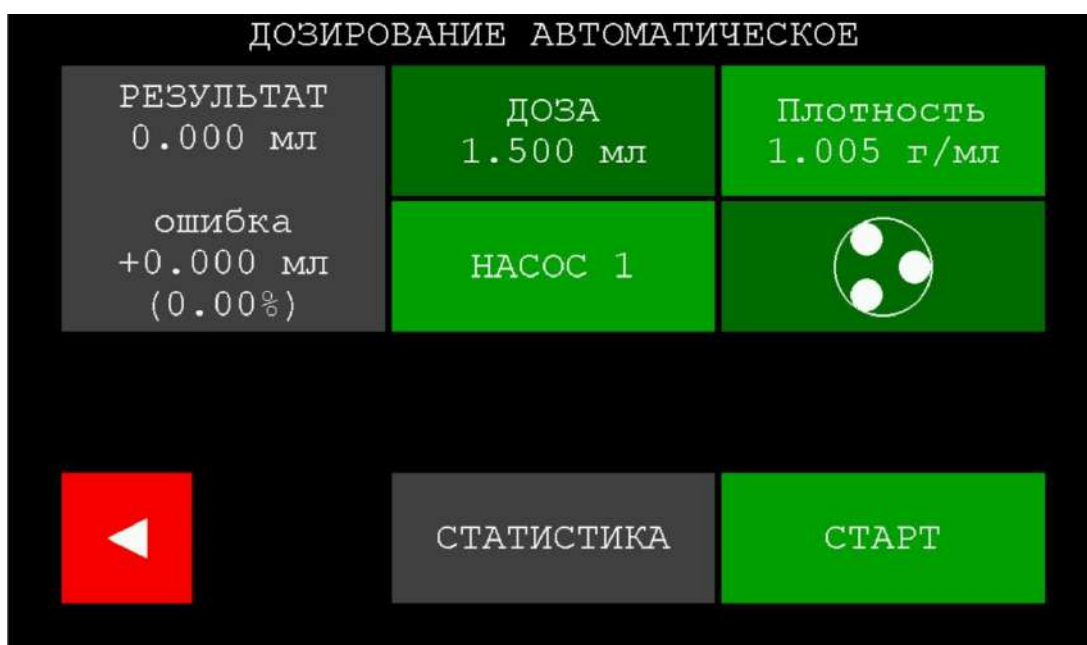 ДОЗИРОВАНИЕ АВТОМАТИЧЕСКОЕ
РЕЗУЛЬТАТ
0.000 мл
ошибка
+0.000 мл
(0.00%)
ДОЗА
1.500 мл
Плотность
1.005 г/мл
НАСОС 1
СТАТИСТИКА
СТАРТ